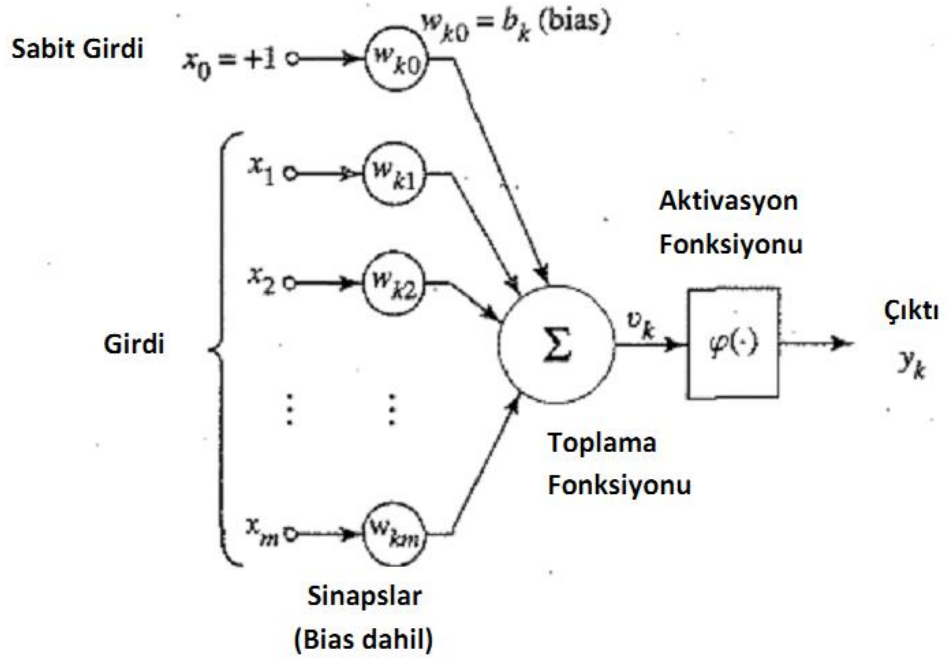 w_k0 = b_k (bias)
Sabit Girdi
x_0 = +1
w_k0
x_1
w_k1
x_2
w_k2
Girdi
⋮
⋮
x_m
w_km
Σ
v_k
φ(·)
Aktivasyon
Fonksiyonu
Çıktı
y_k
Toplama
Fonksiyonu
Sinapslar
(Bias dahil)